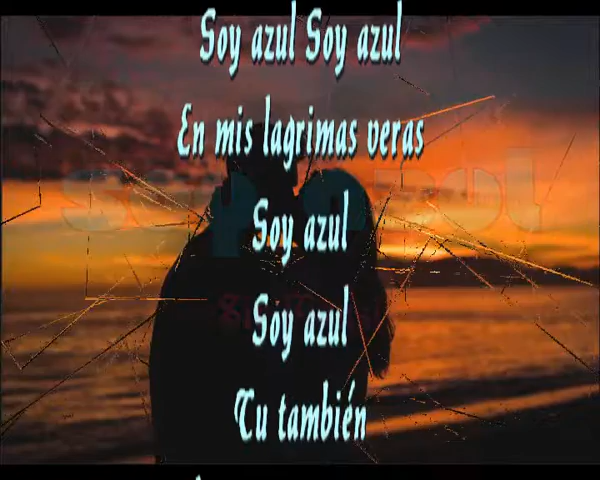 Soy azul Soy azul
En mis lagrimas veras
Soy azul
Soy azul
Tu también